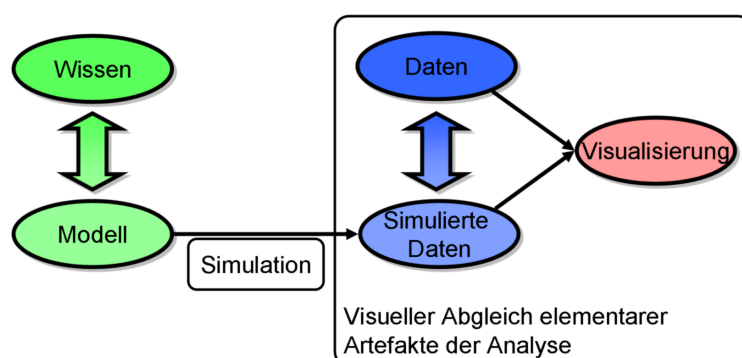 Wissen
Daten
Visualisierung
Modell
Simulierte
Daten
Simulation
Visueller Abgleich elementarer
Artefakte der Analyse